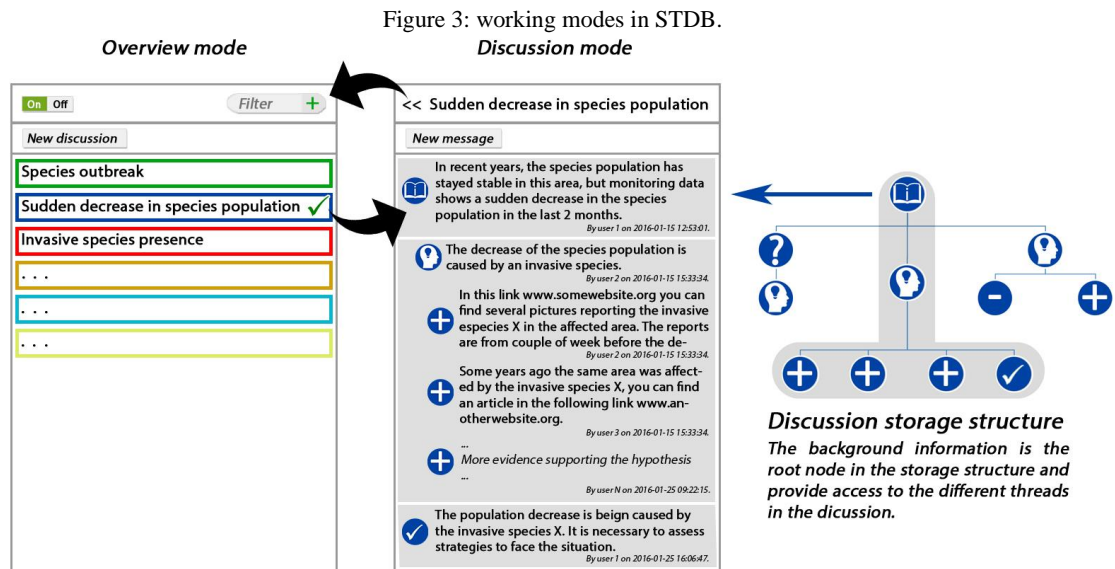 Figure 3: working modes in STDB.
Overview mode
Discussion mode
On Off
Filter +
New discussion
Species outbreak
Sudden decrease in species population
Invasive species presence
. . .
. . .
. . .
<< Sudden decrease in species population
New message
In recent years, the species population has
stayed stable in this area, but monitoring data
shows a sudden decrease in the species
population in the last 2 months.
By user 1 on 2016-01-15 12:53:01.
The decrease of the species population is
caused by an invasive species.
By user 2 on 2016-01-15 15:33:34.
In this link www.somewebsite.org you can
find several pictures reporting the invasive
especies X in the affected area. The reports
are from couple of week before the de-
By user 2 on 2016-01-15 15:33:34.
Some years ago the same area was affect-
ed by the invasive species X, you can find
an article in the following link www.an-
otherwebsite.org.
By user 3 on 2016-01-15 15:33:34.
...
More evidence supporting the hypothesis
...
By user N on 2016-01-25 09:22:15.
The population decrease is beign caused by
the invasive species X. It is necessary to assess
strategies to face the situation.
By user 1 on 2016-01-25 16:06:47.
?
Discussion storage structure
The background information is the
root node in the storage structure and
provide access to the different threads
in the dicussion.